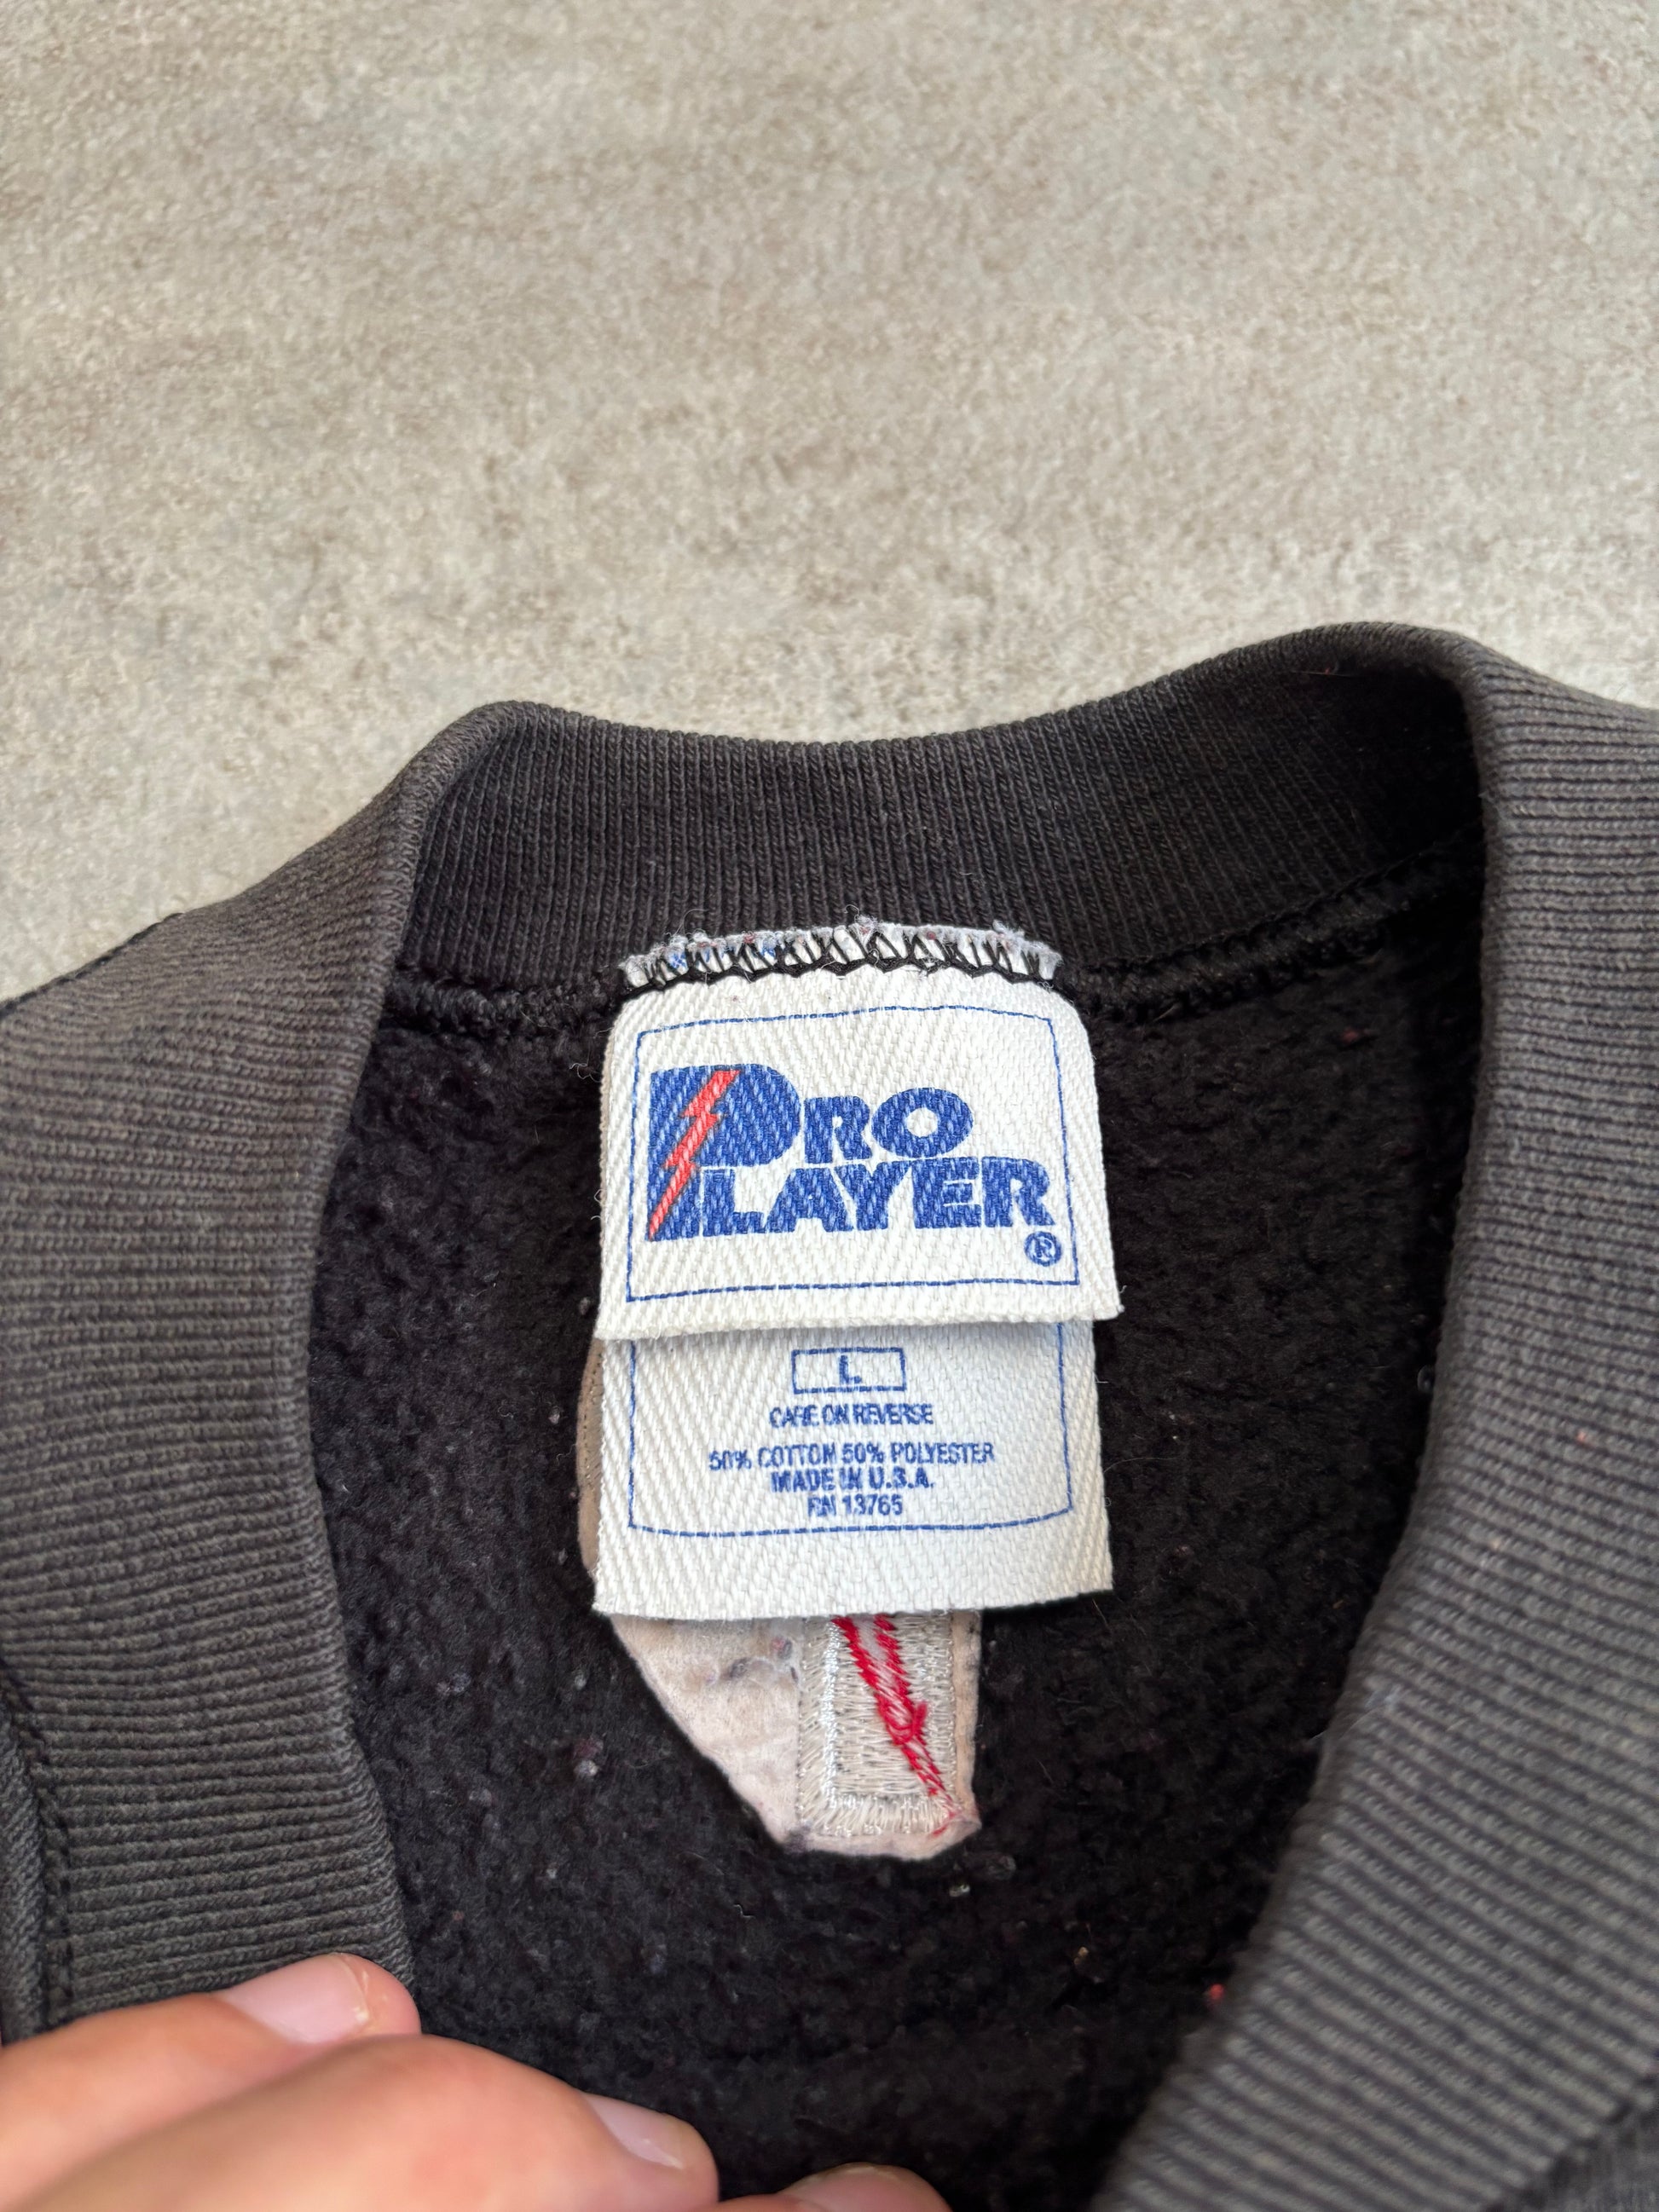 PRO
PLAYER
®
L
CARE ON REVERSE
50% COTTON 50% POLYESTER
MADE IN U.S.A.
RN 13765